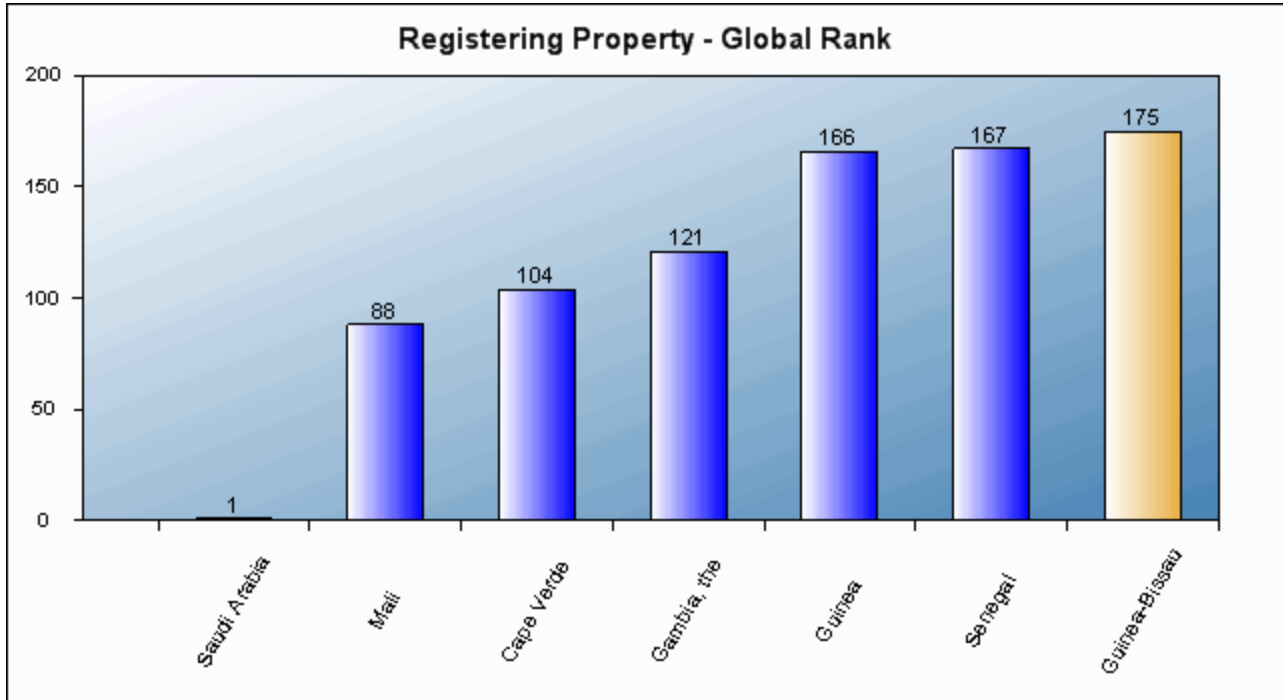 Registering Property - Global Rank
200
150
100
50
0
1
88
104
121
166
167
175
Saudi Arabia
Mali
Cape Verde
Gambia, the
Guinea
Senegal
Guinea-Bissau